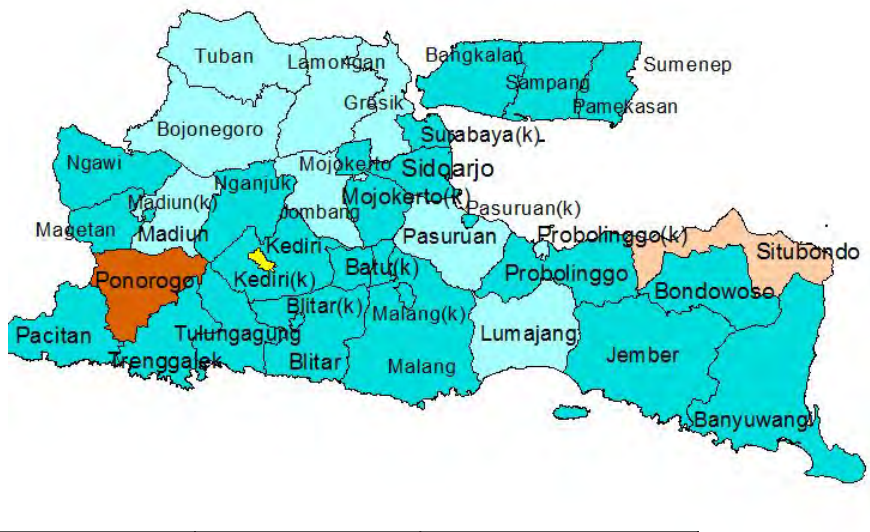 Tuban
Lamongan
Bangkalan
Sumenep
Sampang
Pamekasan
Gresik
Bojonegoro
Surabaya(k)
Ngawi
Mojokerto
Sidoarjo
Nganjuk
Madiun(k)
Mojokerto(k)
Jombang
Pasuruan(k)
Magetan
Madiun
Pasuruan
Probolinggo(k)
Kediri
Situbondo
Ponorogo
Kediri(k)
Batu(k)
Probolinggo
Bondowoso
Blitar(k)
Malang(k)
Pacitan
Tulungagung
Lumajang
Trenggalek
Blitar
Malang
Jember
Banyuwangi